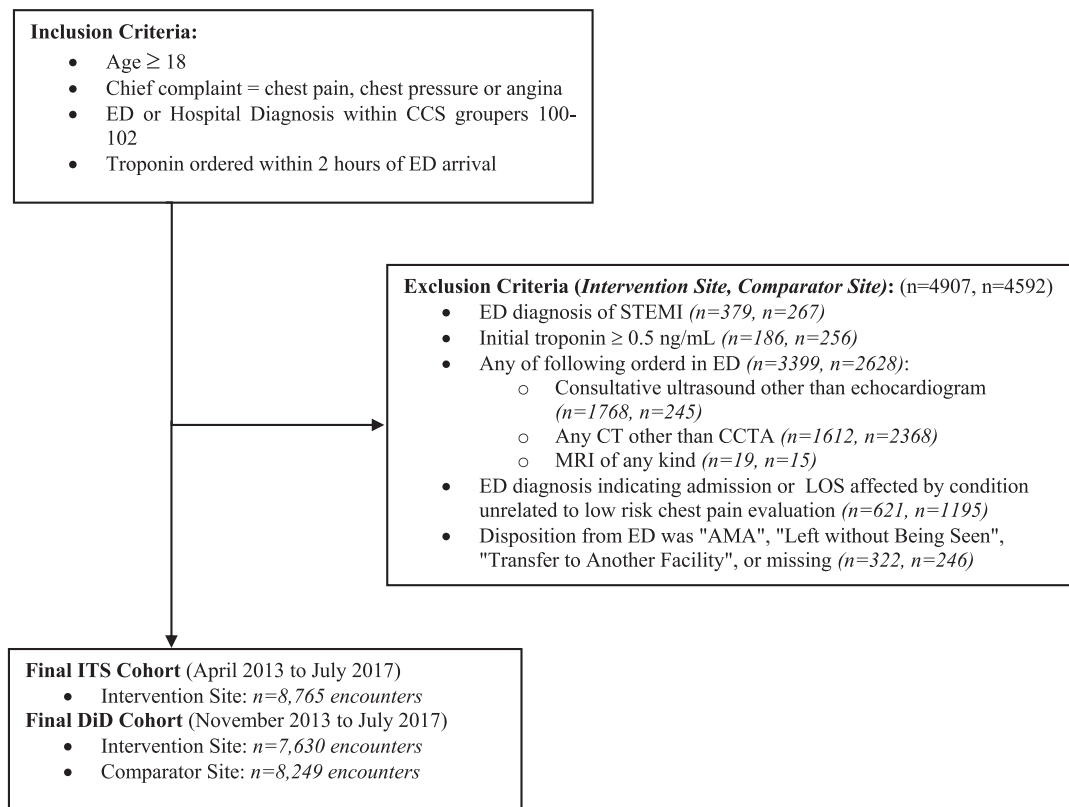 Inclusion Criteria:
• Age ≥ 18
• Chief complaint = chest pain, chest pressure or angina
• ED or Hospital Diagnosis within CCS groupers 100-
102
• Troponin ordered within 2 hours of ED arrival
Exclusion Criteria (Intervention Site, Comparator Site): (n=4907, n=4592)
• ED diagnosis of STEMI (n=379, n=267)
• Initial troponin ≥ 0.5 ng/mL (n=186, n=256)
• Any of following orderd in ED (n=3399, n=2628):
o Consultative ultrasound other than echocardiogram
(n=1768, n=245)
o Any CT other than CCTA (n=1612, n=2368)
o MRI of any kind (n=19, n=15)
• ED diagnosis indicating admission or LOS affected by condition
unrelated to low risk chest pain evaluation (n=621, n=1195)
• Disposition from ED was "AMA", "Left without Being Seen",
"Transfer to Another Facility", or missing (n=322, n=246)
Final ITS Cohort (April 2013 to July 2017)
• Intervention Site: n=8,765 encounters
Final DiD Cohort (November 2013 to July 2017)
• Intervention Site: n=7,630 encounters
• Comparator Site: n=8,249 encounters